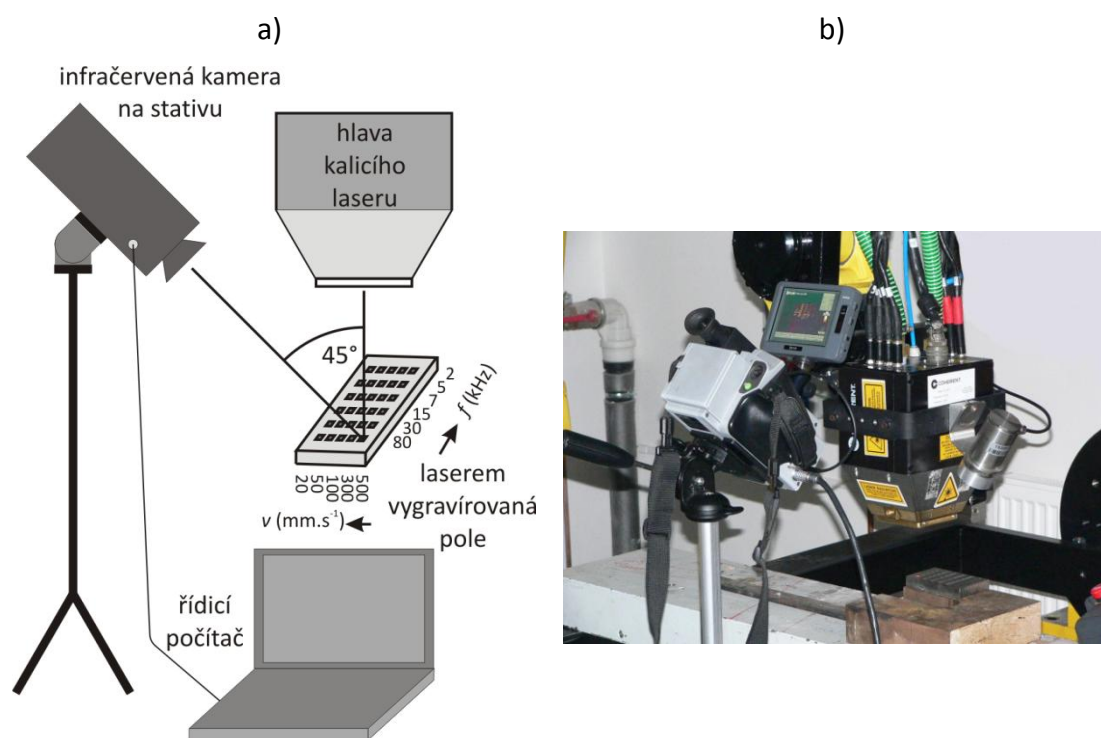 a)
b)
infračervená kamera
na stativu
hlava
kalicího
laseru
45°
2
5
7
15
30
80
f (kHz)
20
50
100
300
500
v (mm.s⁻¹)
laserem
vygravírovaná
pole
řídicí
počítač
COHERENT